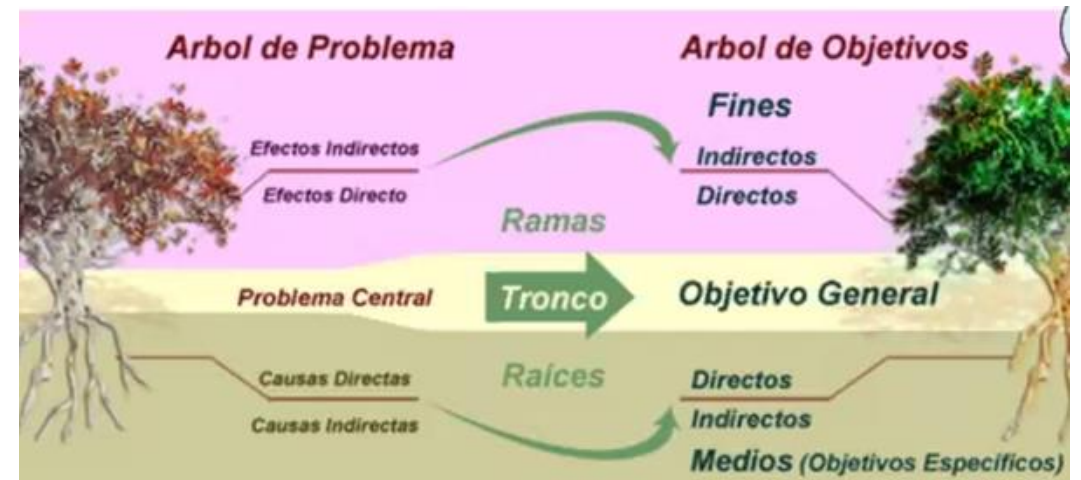 Arbol de Problema
Arbol de Objetivos
Fines
Efectos Indirectos
Indirectos
Efectos Directo
Directos
Ramas
Problema Central
Tronco
Objetivo General
Raíces
Causas Directas
Directos
Causas Indirectas
Indirectos
Medios (Objetivos Específicos)